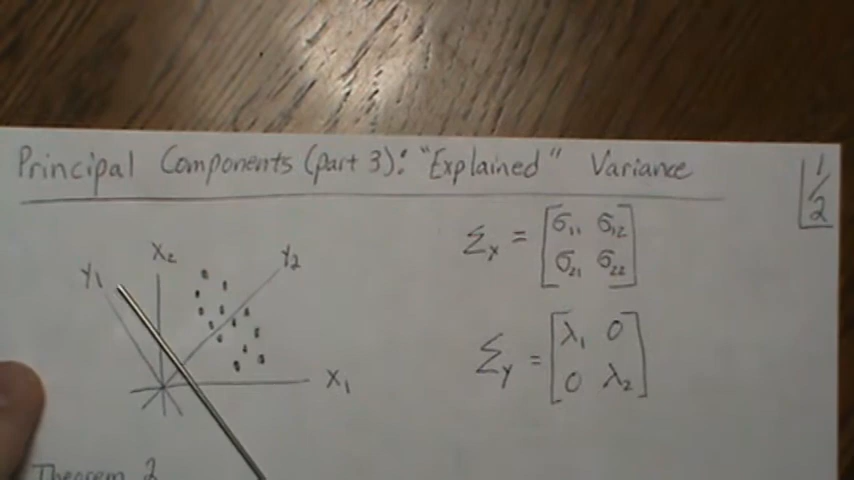 Principal Components (part 3): "Explained" Variance
1/2
X₂
Y₁
Y₂
X₁
Σₓ = [σ₁₁ σ₁₂
σ₂₁ σ₂₂]
Σᵧ = [λ₁ 0
0 λ₂]
Theorem 2